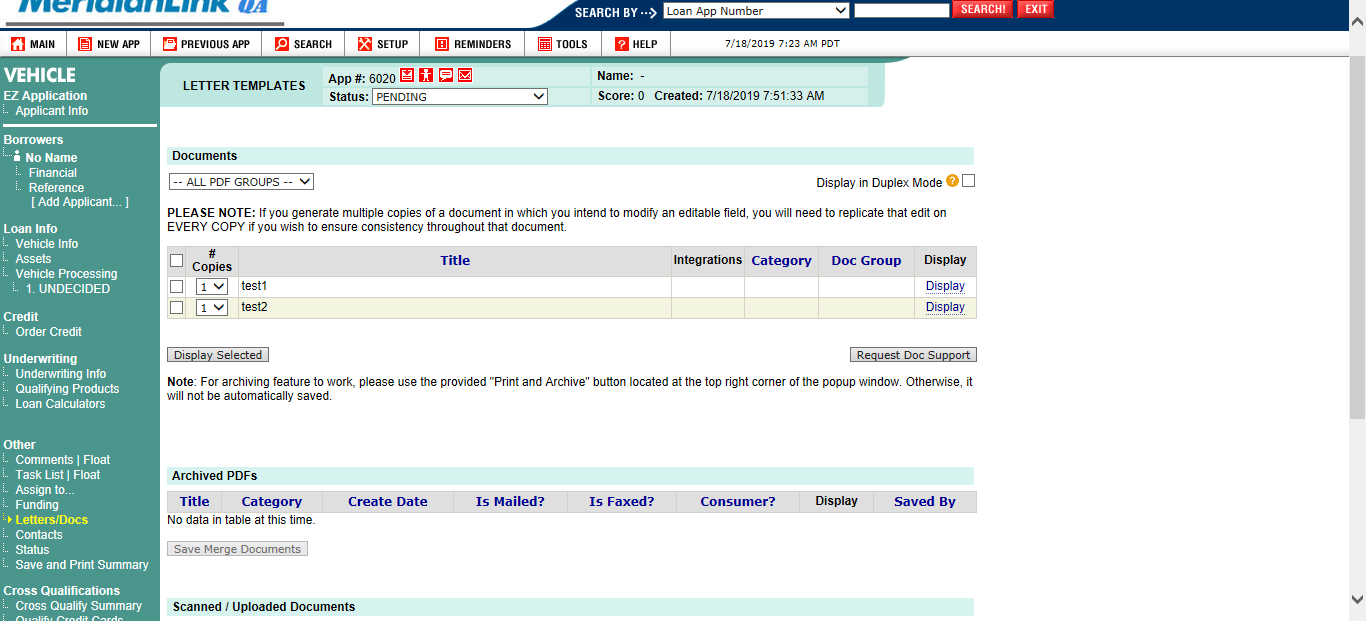 MeridianLink QA
SEARCH BY ··> Loan App Number SEARCH! EXIT
MAIN NEW APP PREVIOUS APP SEARCH SETUP REMINDERS TOOLS HELP 7/18/2019 7:23 AM PDT
VEHICLE
EZ Application
Applicant Info
Borrowers
No Name
Financial
Reference
[ Add Applicant... ]
Loan Info
Vehicle Info
Assets
Vehicle Processing
1. UNDECIDED
Credit
Order Credit
Underwriting
Underwriting Info
Qualifying Products
Loan Calculators
Other
Comments | Float
Task List | Float
Assign to...
Funding
Letters/Docs
Contacts
Status
Save and Print Summary
Cross Qualifications
Cross Qualify Summary
Qualify Credit Cards
LETTER TEMPLATES
App #: 6020
Status: PENDING
Name: -
Score: 0 Created: 7/18/2019 7:51:33 AM
Documents
-- ALL PDF GROUPS --
Display in Duplex Mode ?
PLEASE NOTE: If you generate multiple copies of a document in which you intend to modify an editable field, you will need to replicate that edit on
EVERY COPY if you wish to ensure consistency throughout that document.
# Copies Title Integrations Category Doc Group Display
1 test1 Display
1 test2 Display
Display Selected Request Doc Support
Note: For archiving feature to work, please use the provided "Print and Archive" button located at the top right corner of the popup window. Otherwise, it
will not be automatically saved.
Archived PDFs
Title Category Create Date Is Mailed? Is Faxed? Consumer? Display Saved By
No data in table at this time.
Save Merge Documents
Scanned / Uploaded Documents